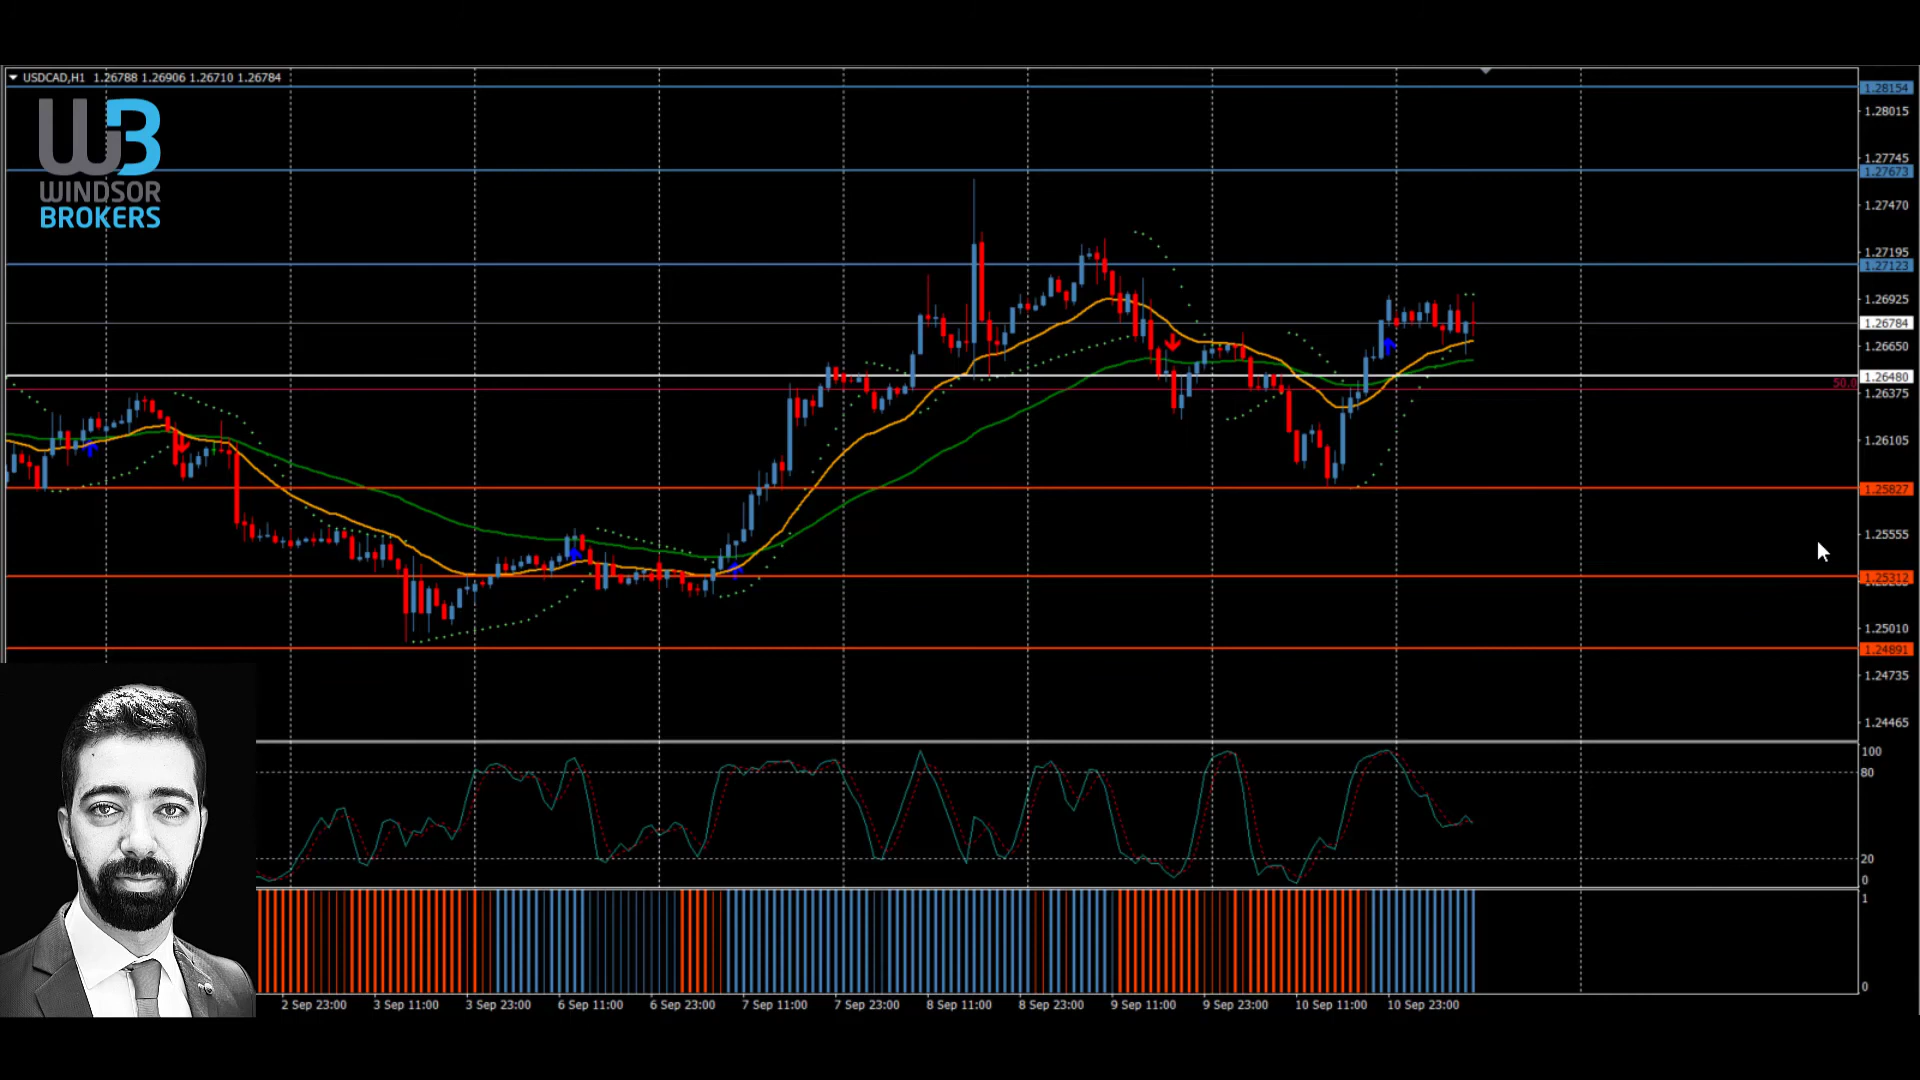 USDCAD,H1 1.26788 1.26906 1.26710 1.26784
WINDSOR
BROKERS
1.28154
1.28015
1.27745
1.27673
1.27470
1.27195
1.27123
1.26925
1.26784
1.26650
1.26480
50.0
1.26375
1.26105
1.25827
1.25555
1.25312
1.25010
1.24891
1.24735
1.24465
100
80
20
0
1
0
2 Sep 23:00
3 Sep 11:00
3 Sep 23:00
6 Sep 11:00
6 Sep 23:00
7 Sep 11:00
7 Sep 23:00
8 Sep 11:00
8 Sep 23:00
9 Sep 11:00
9 Sep 23:00
10 Sep 11:00
10 Sep 23:00